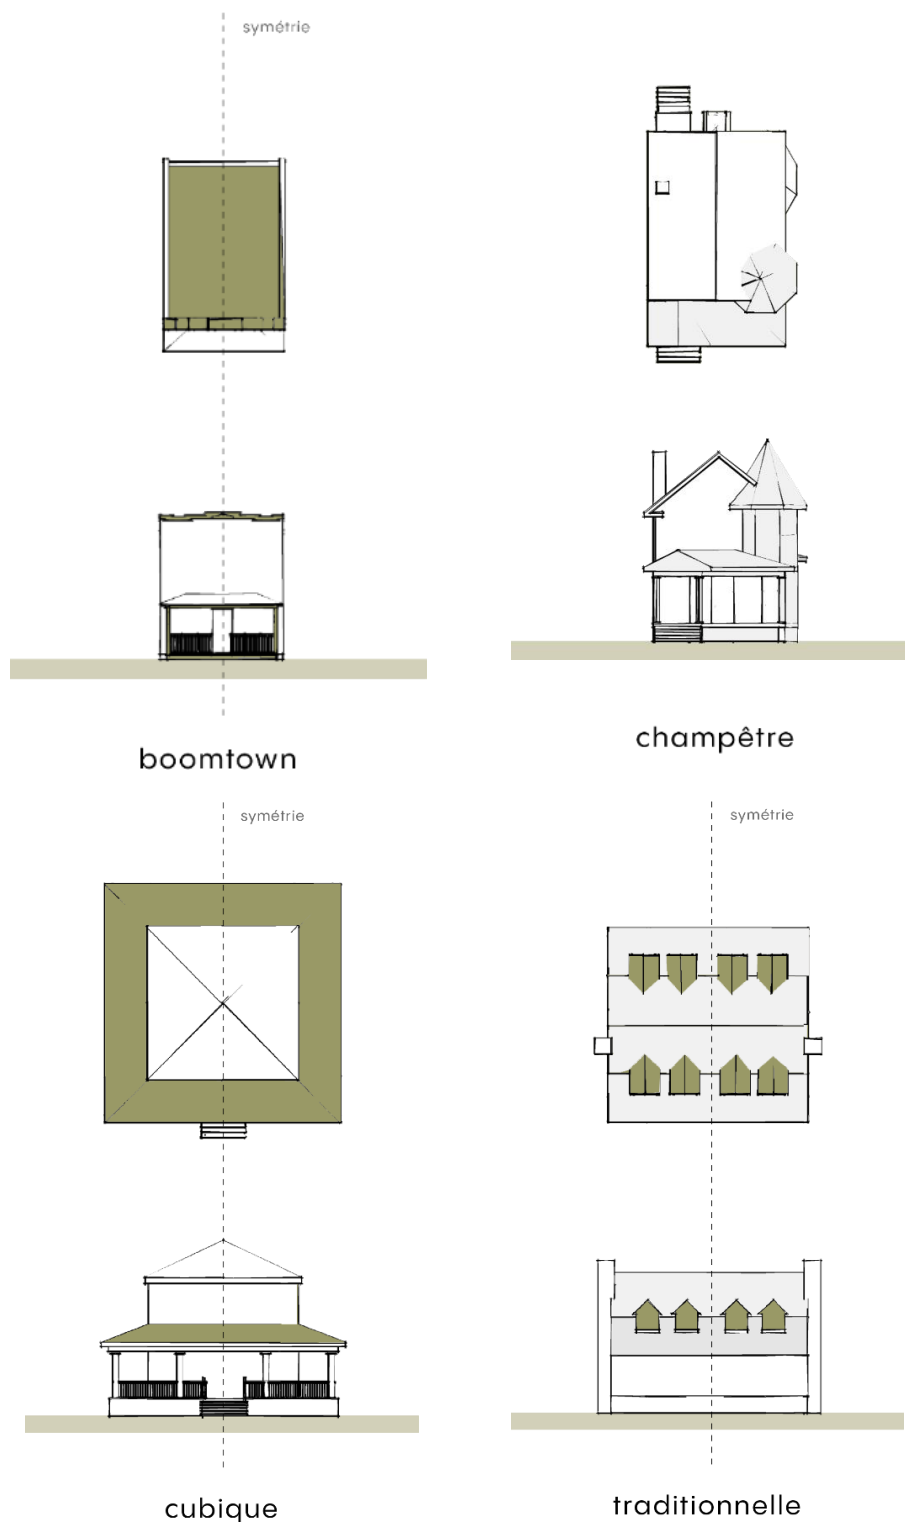 symétrie
boomtown
champêtre
symétrie
symétrie
cubique
traditionnelle